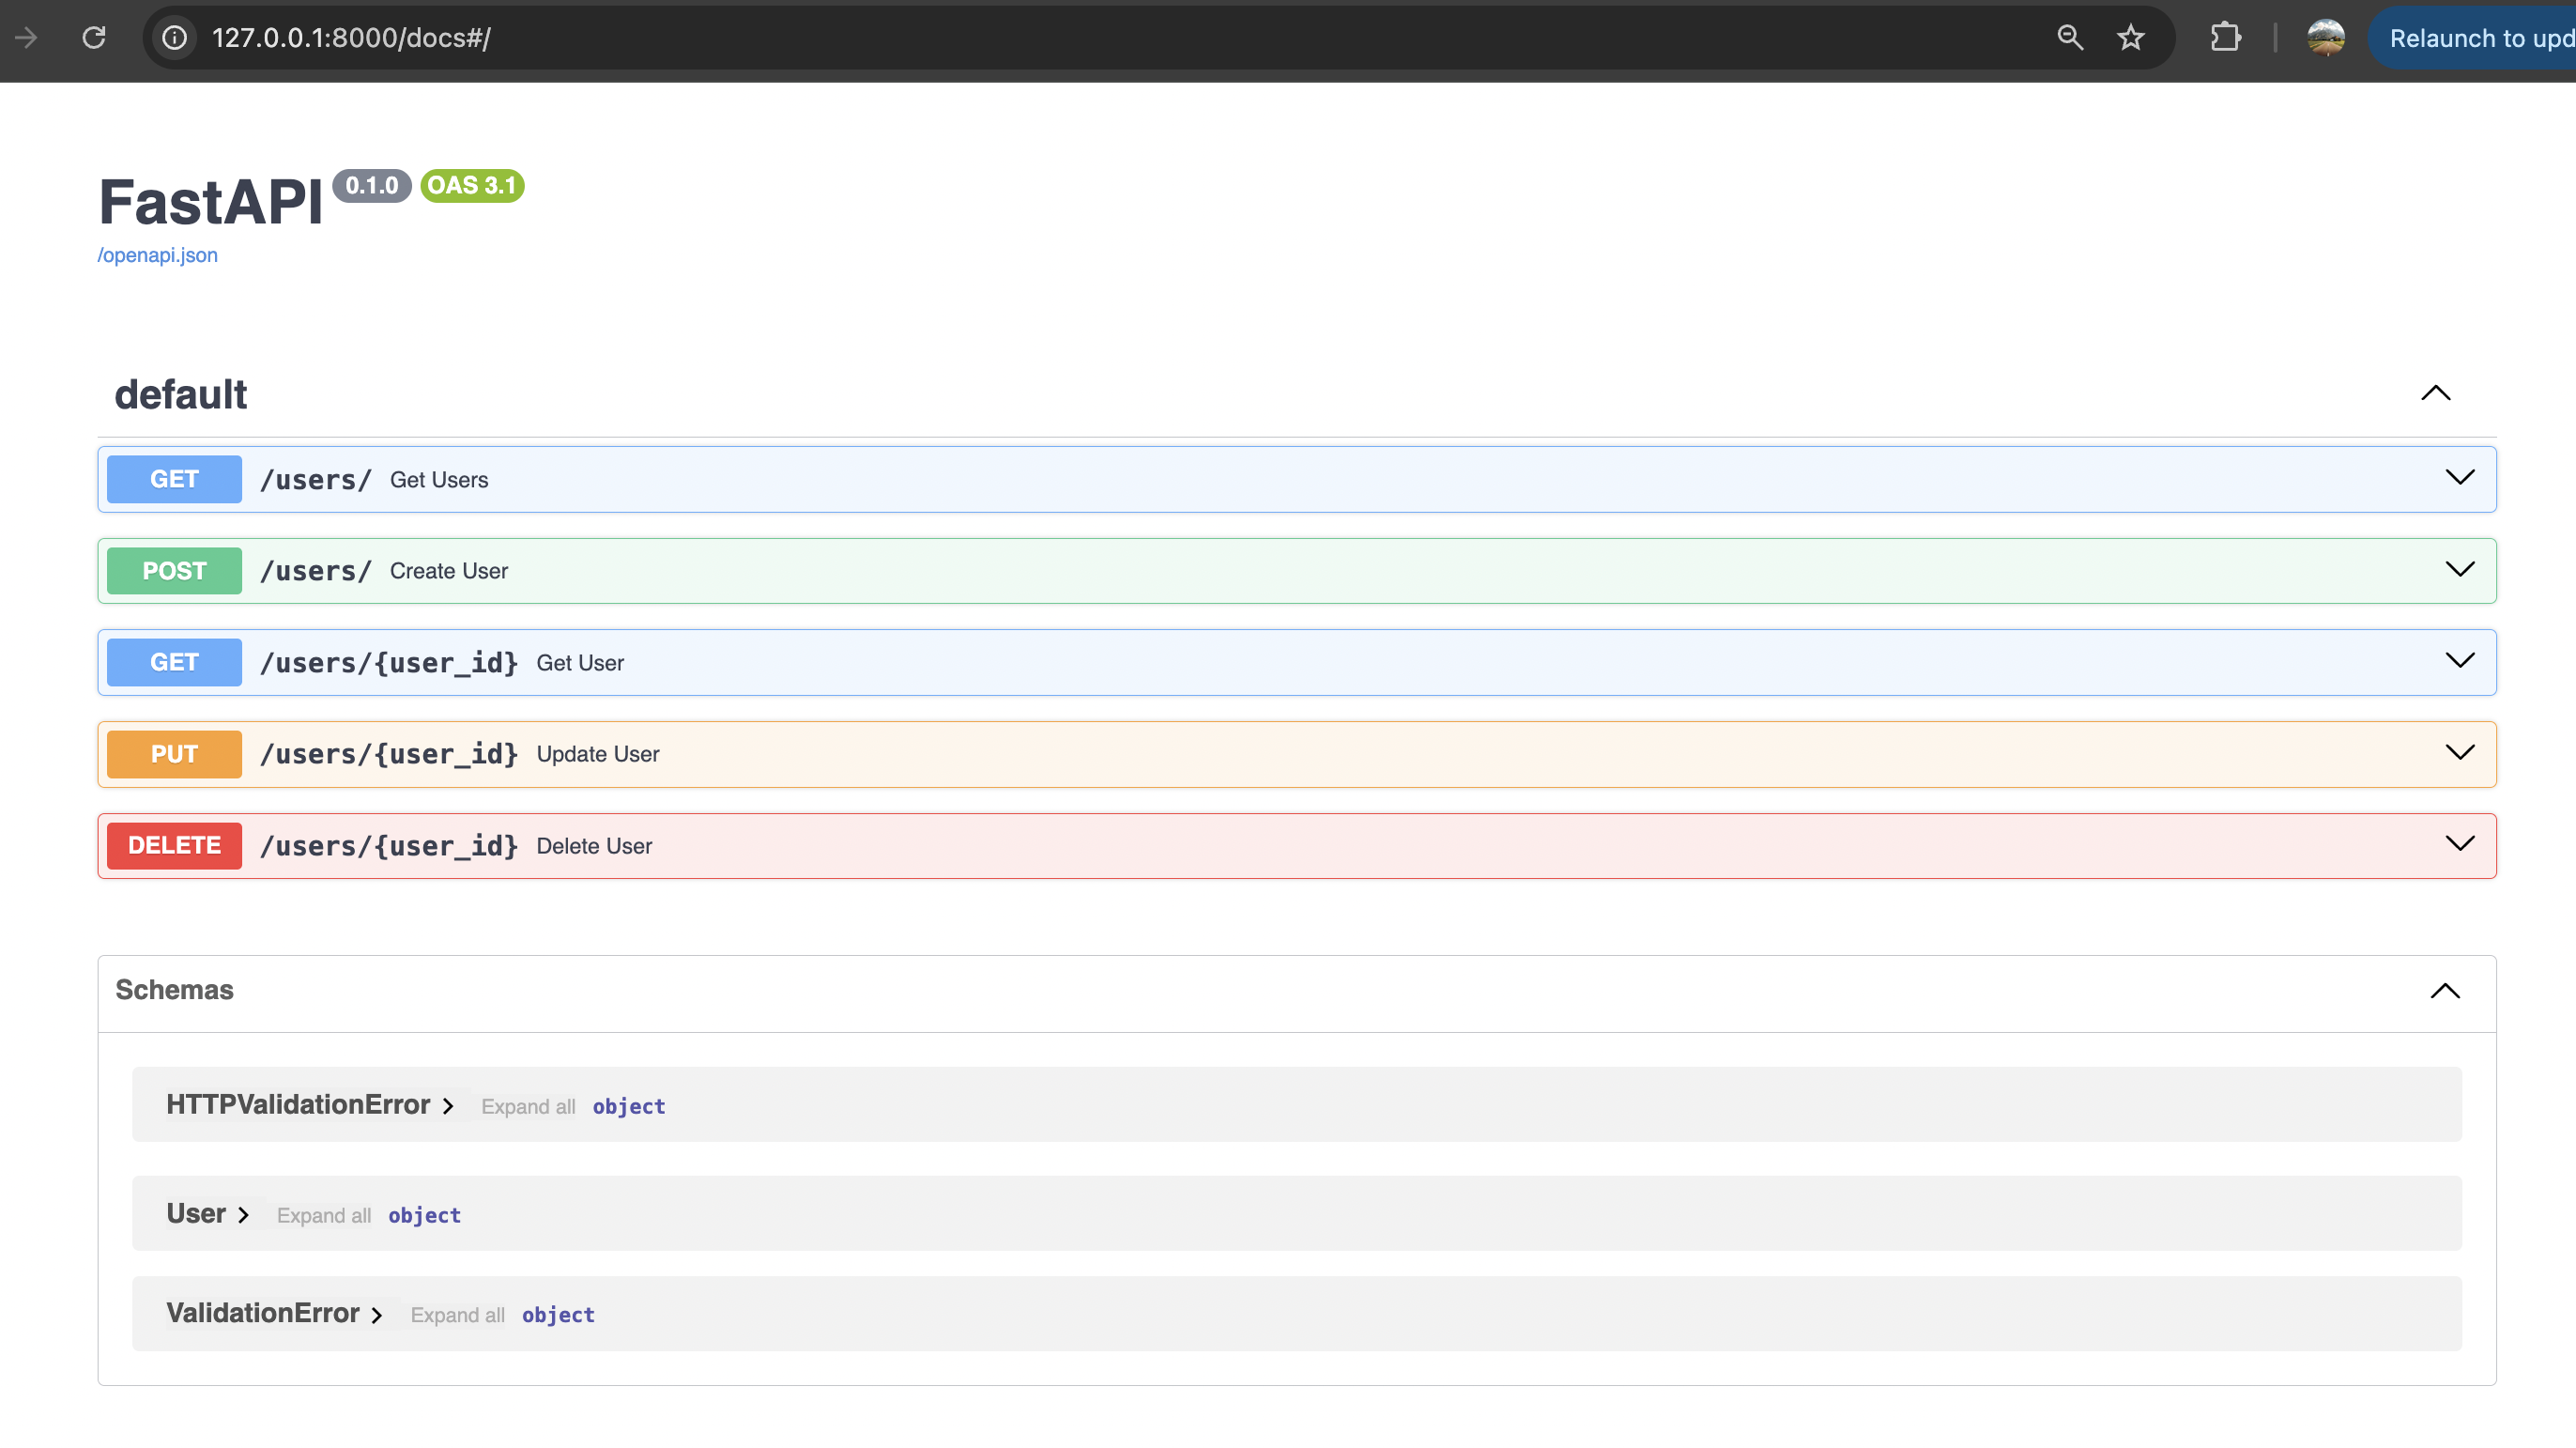 127.0.0.1:8000/docs#/
Relaunch to upd
FastAPI 0.1.0 OAS 3.1
/openapi.json
default
GET /users/ Get Users
POST /users/ Create User
GET /users/{user_id} Get User
PUT /users/{user_id} Update User
DELETE /users/{user_id} Delete User
Schemas
HTTPValidationError Expand all object
User Expand all object
ValidationError Expand all object